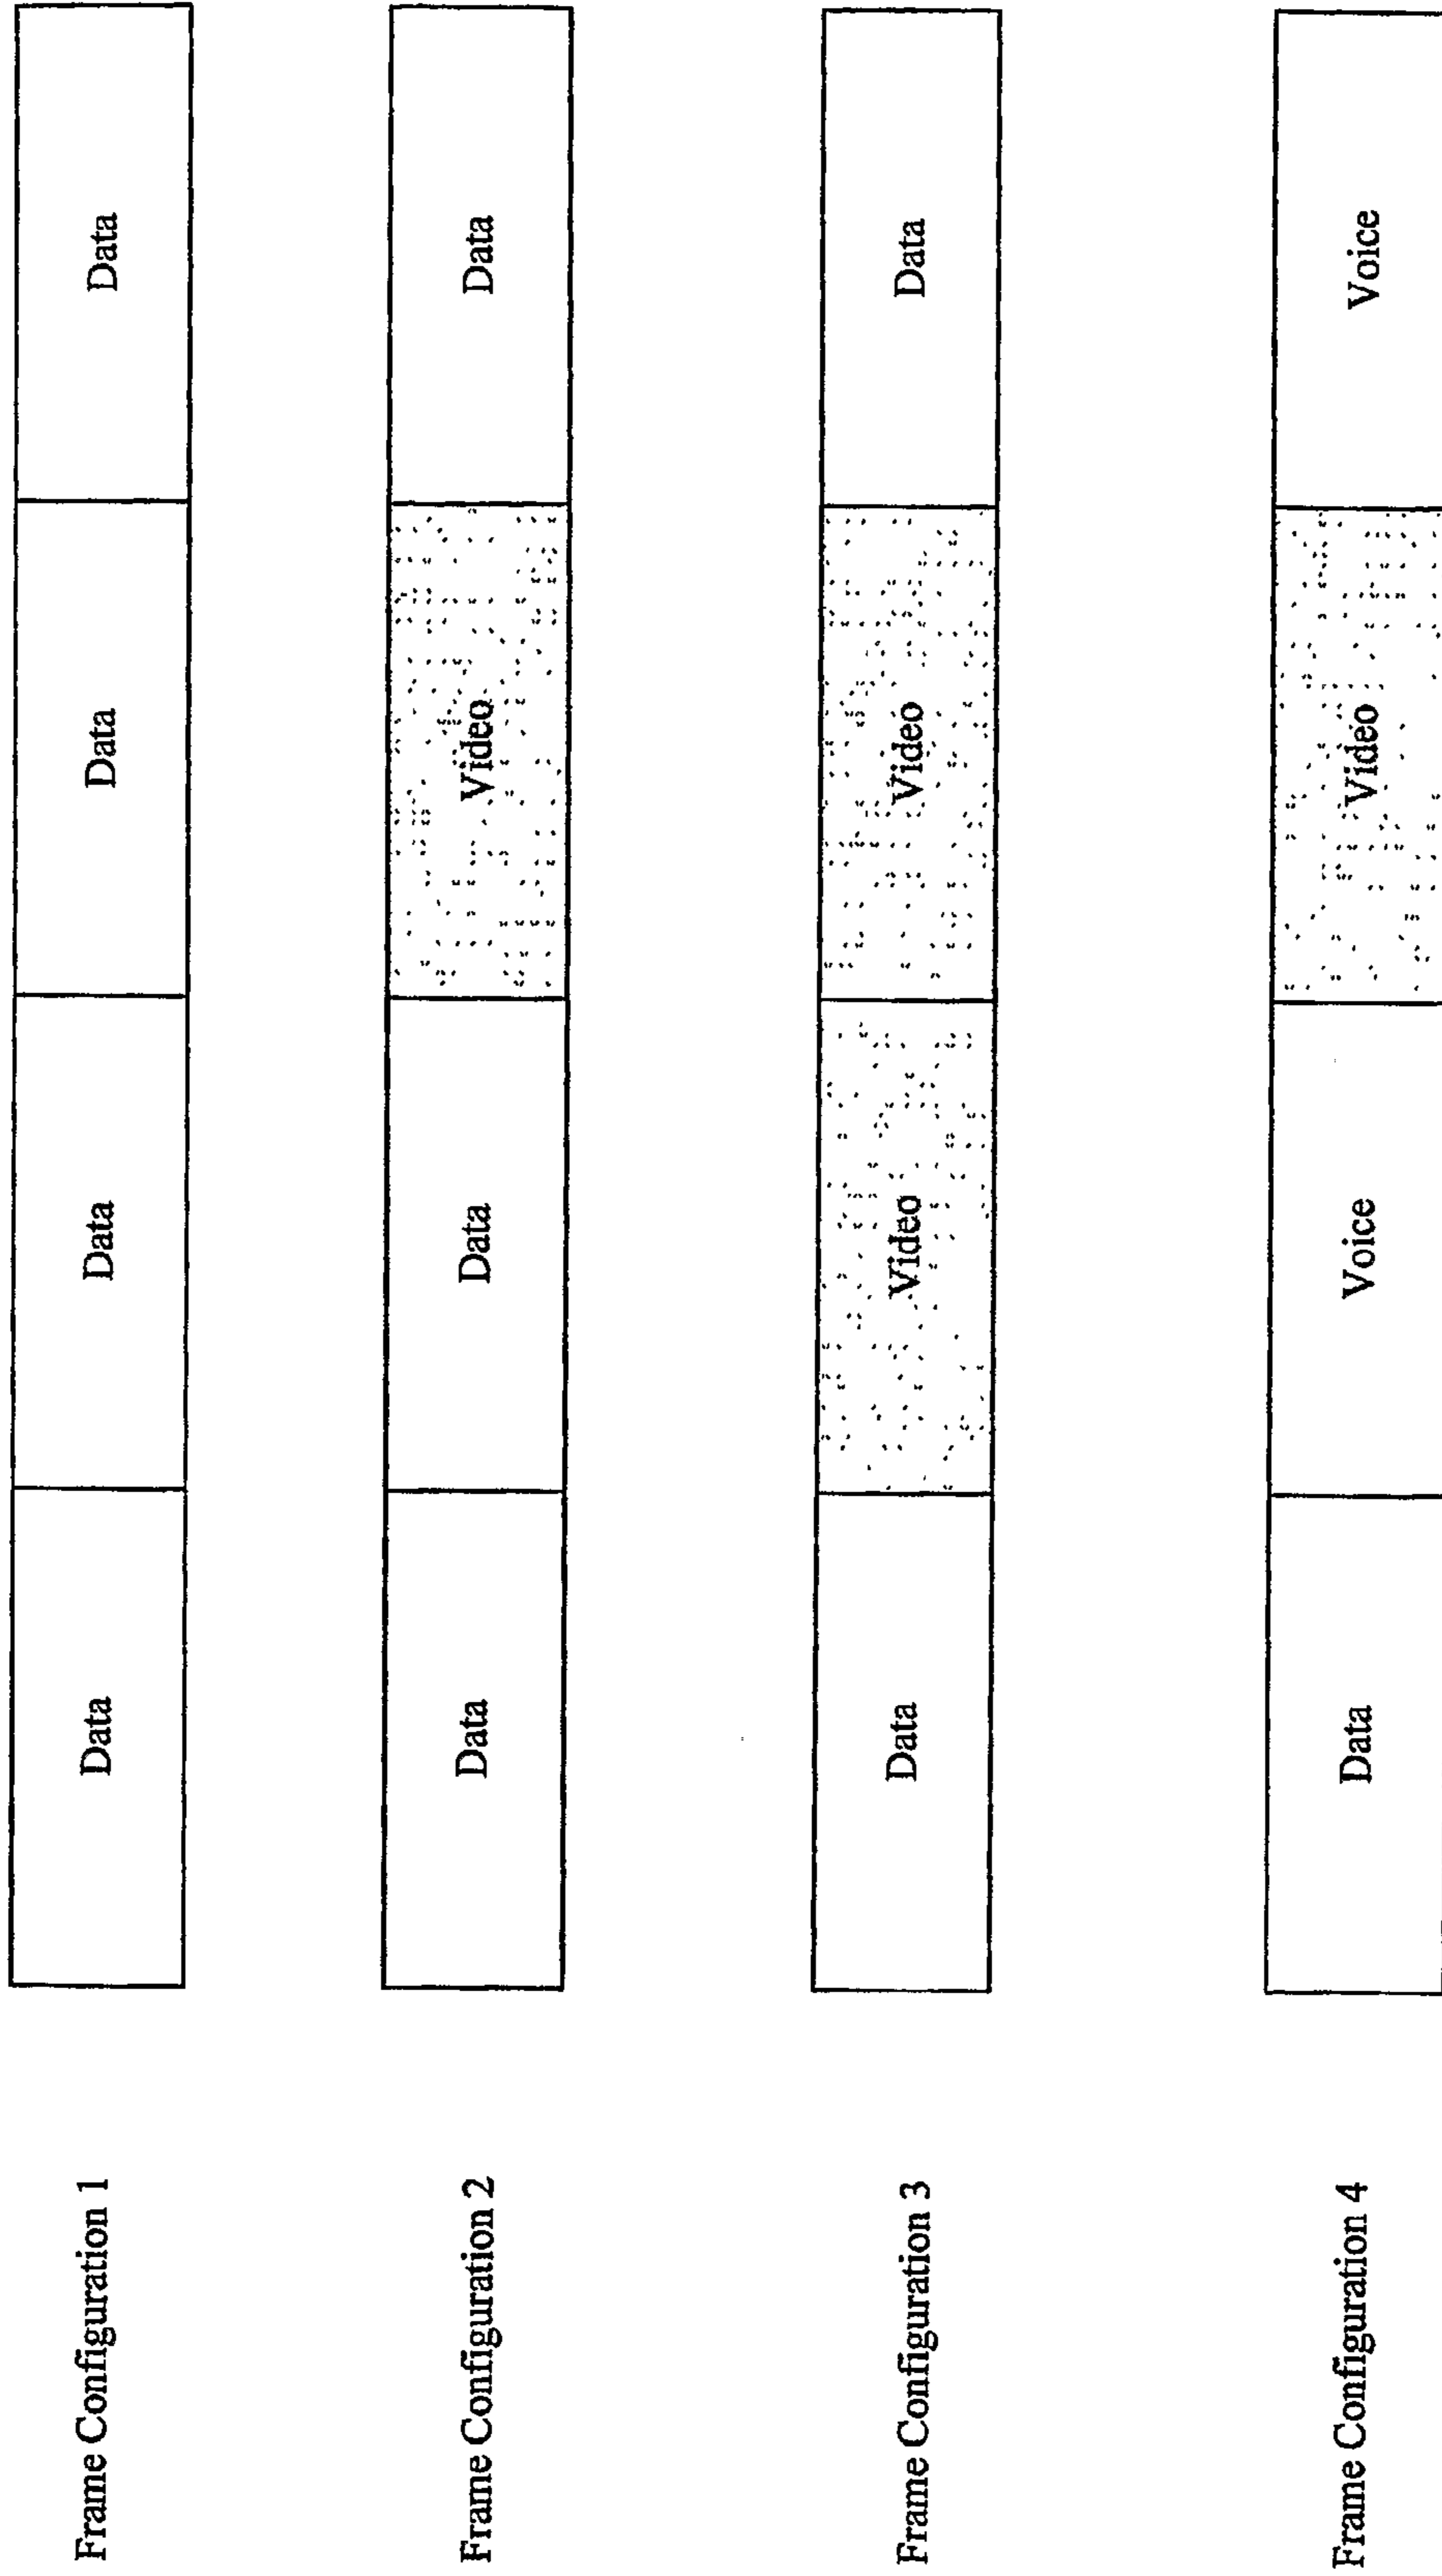 Frame Configuration 1 Data Data Data Data
Frame Configuration 2 Data Data Video Data
Frame Configuration 3 Data Video Video Data
Frame Configuration 4 Data Voice Video Voice